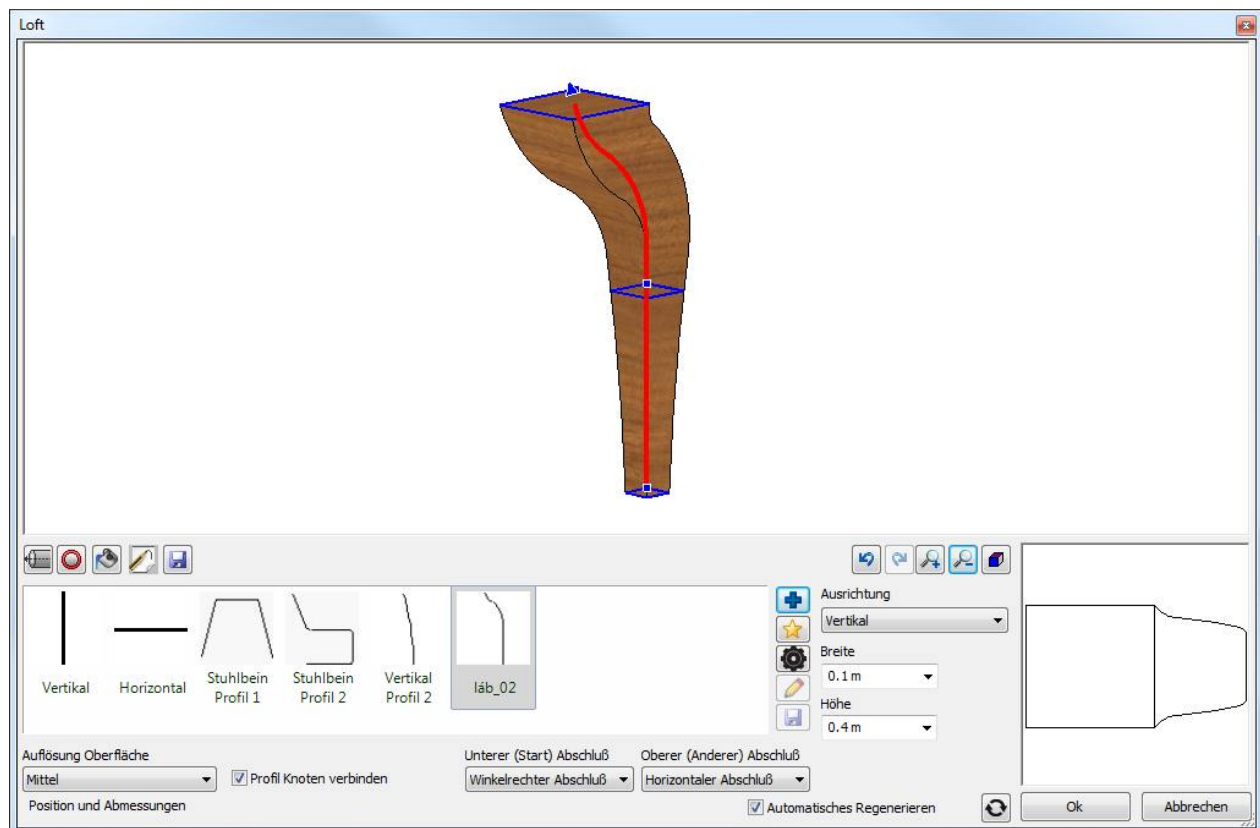 Loft
Ausrichtung
Vertikal
Breite
0.1 m
Höhe
0.4 m
Vertikal
Horizontal
Stuhlbein
Profil 1
Stuhlbein
Profil 2
Vertikal
Profil 2
láb_02
Auflösung Oberfläche
Unterer (Start) Abschluß
Oberer (Anderer) Abschluß
Mittel
Profil Knoten verbinden
Winkelrechter Abschluß
Horizontaler Abschluß
Position und Abmessungen
Automatisches Regenerieren
Ok
Abbrechen